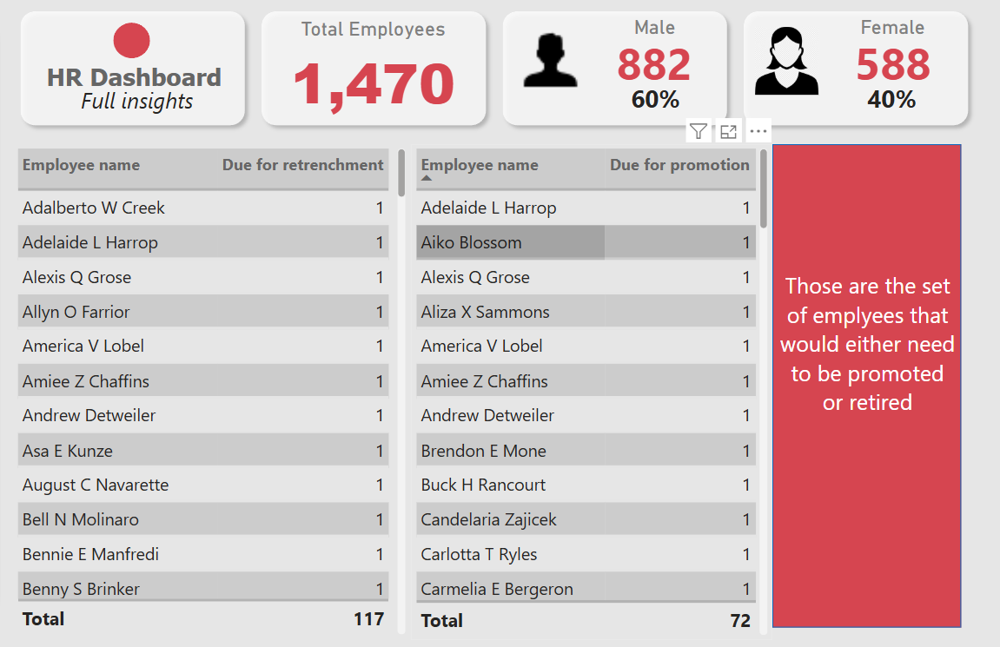 HR Dashboard
Full insights
Total Employees
1,470
Male
882
60%
Female
588
40%
Employee name Due for retrenchment
Adalberto W Creek 1
Adelaide L Harrop 1
Alexis Q Grose 1
Allyn O Farrior 1
America V Lobel 1
Amiee Z Chaffins 1
Andrew Detweiler 1
Asa E Kunze 1
August C Navarette 1
Bell N Molinaro 1
Bennie E Manfredi 1
Benny S Brinker 1
Total 117
Employee name Due for promotion
Adelaide L Harrop 1
Aiko Blossom 1
Alexis Q Grose 1
Aliza X Sammons 1
America V Lobel 1
Amiee Z Chaffins 1
Andrew Detweiler 1
Brendon E Mone 1
Buck H Rancourt 1
Candelaria Zajicek 1
Carlotta T Ryles 1
Carmelia E Bergeron 1
Total 72
Those are the set
of emplyees that
would either need
to be promoted
or retired